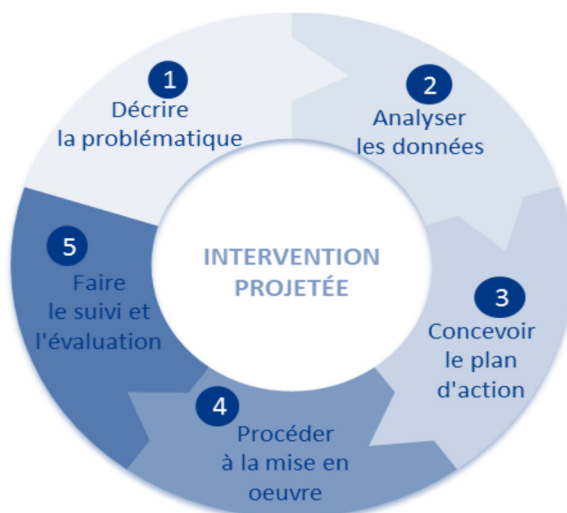 1
Décrire
la problématique
2
Analyser
les données
3
Concevoir
le plan
d'action
4
Procéder
à la mise en
oeuvre
5
Faire
le suivi et
l'évaluation
INTERVENTION
PROJETÉE